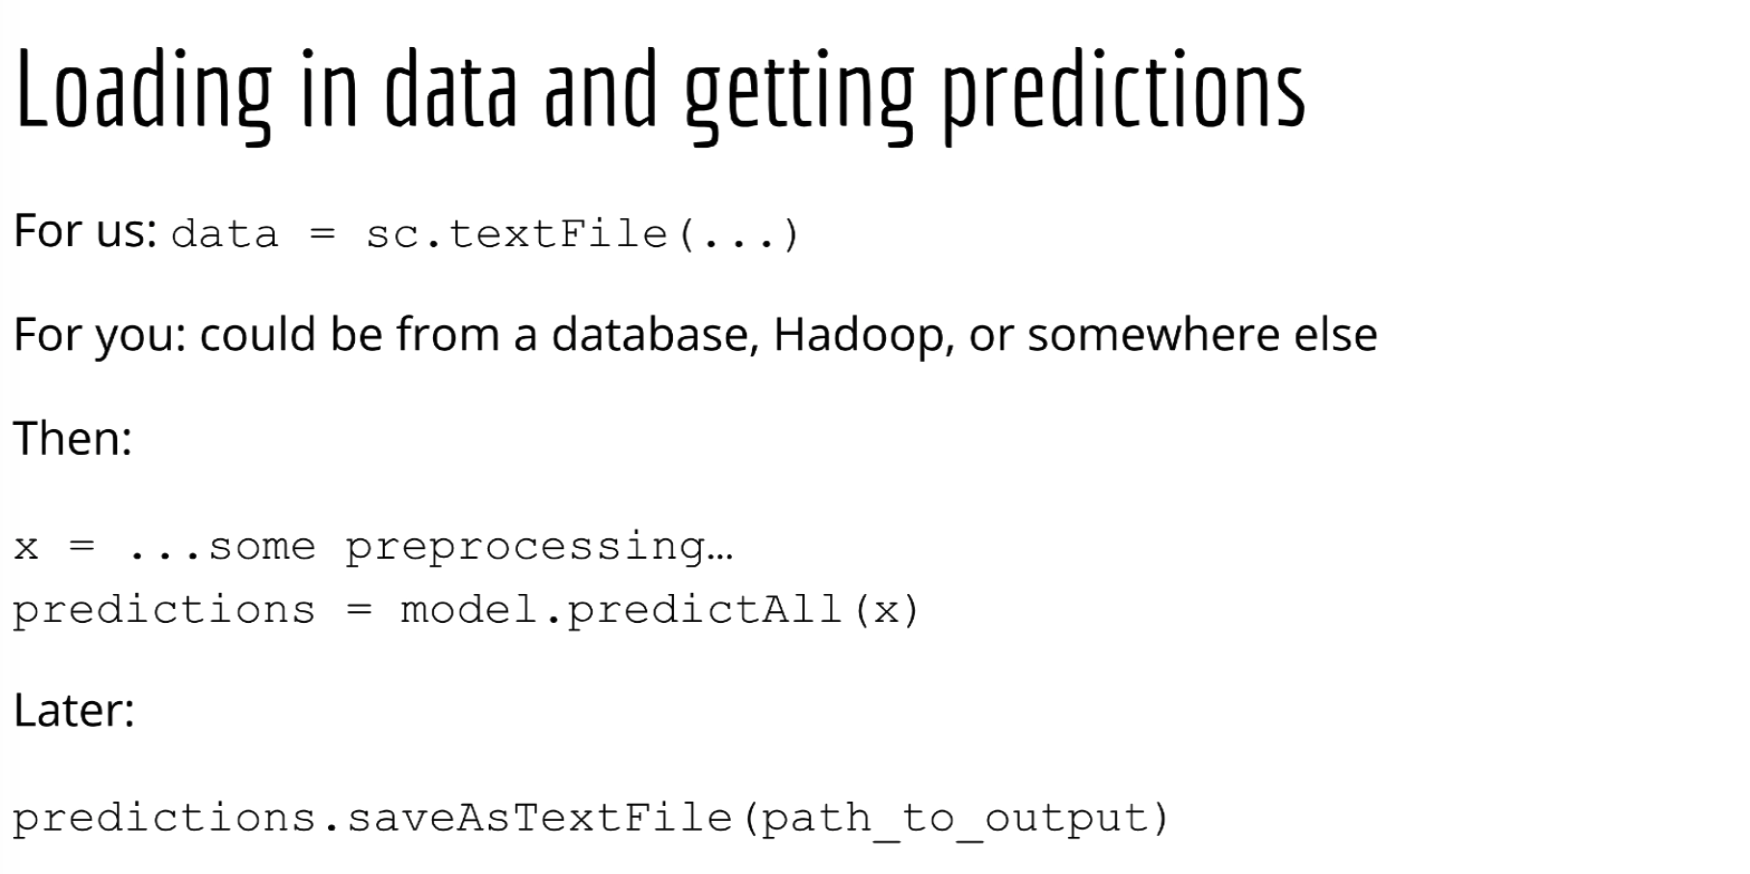 Loading in data and getting predictions
For us: data = sc.textFile(...)
For you: could be from a database, Hadoop, or somewhere else
Then:
x = ...some preprocessing…
predictions = model.predictAll(x)
Later:
predictions.saveAsTextFile(path_to_output)